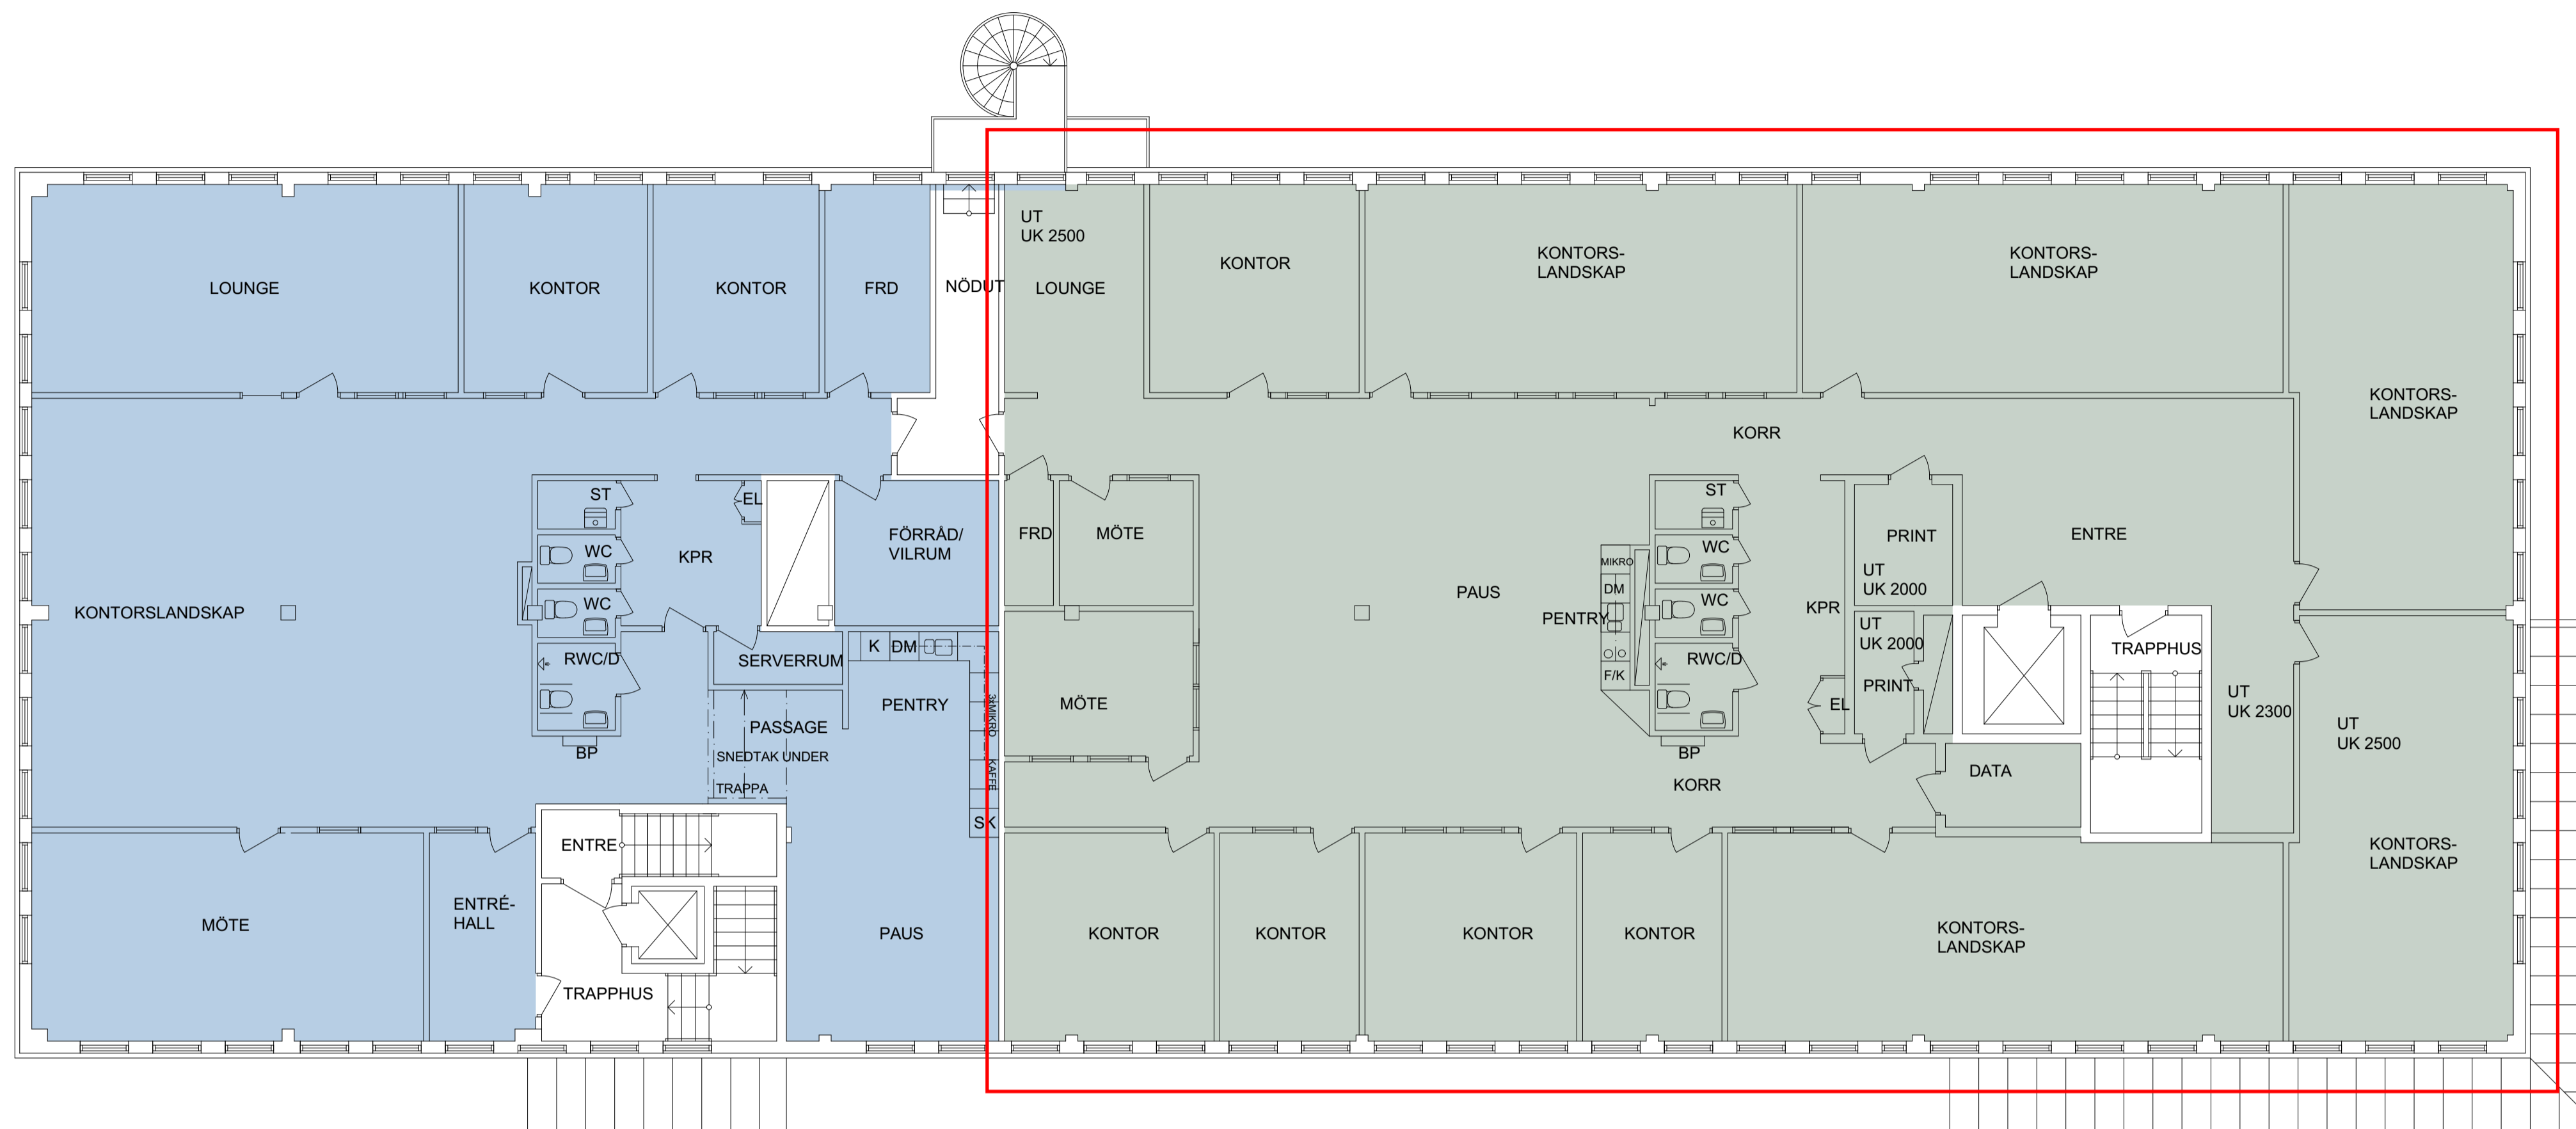 LOUNGE
KONTOR
KONTOR
FRD
NÖDUT
UT
UK 2500
LOUNGE
KONTOR
KONTORS-
LANDSKAP
KONTORS-
LANDSKAP
KONTORS-
LANDSKAP
KORR
ST
EL
WC
KPR
WC
RWC/D
BP
KONTORSLANDSKAP
FÖRRÅD/
VILRUM
SERVERRUM
K
DM
PENTRY
3xMIKRO
KAFFE
SK
PASSAGE
SNEDTAK UNDER
TRAPPA
FRD
MÖTE
MÖTE
PAUS
PENTRY
MIKRO
DM
F/K
ST
WC
WC
RWC/D
BP
KPR
EL
PRINT
UT
UK 2000
UT
UK 2000
PRINT
ENTRE
TRAPPHUS
UT
UK 2300
UT
UK 2500
DATA
KORR
MÖTE
ENTRÉ-
HALL
ENTRE
TRAPPHUS
PAUS
KONTOR
KONTOR
KONTOR
KONTOR
KONTORS-
LANDSKAP
KONTORS-
LANDSKAP